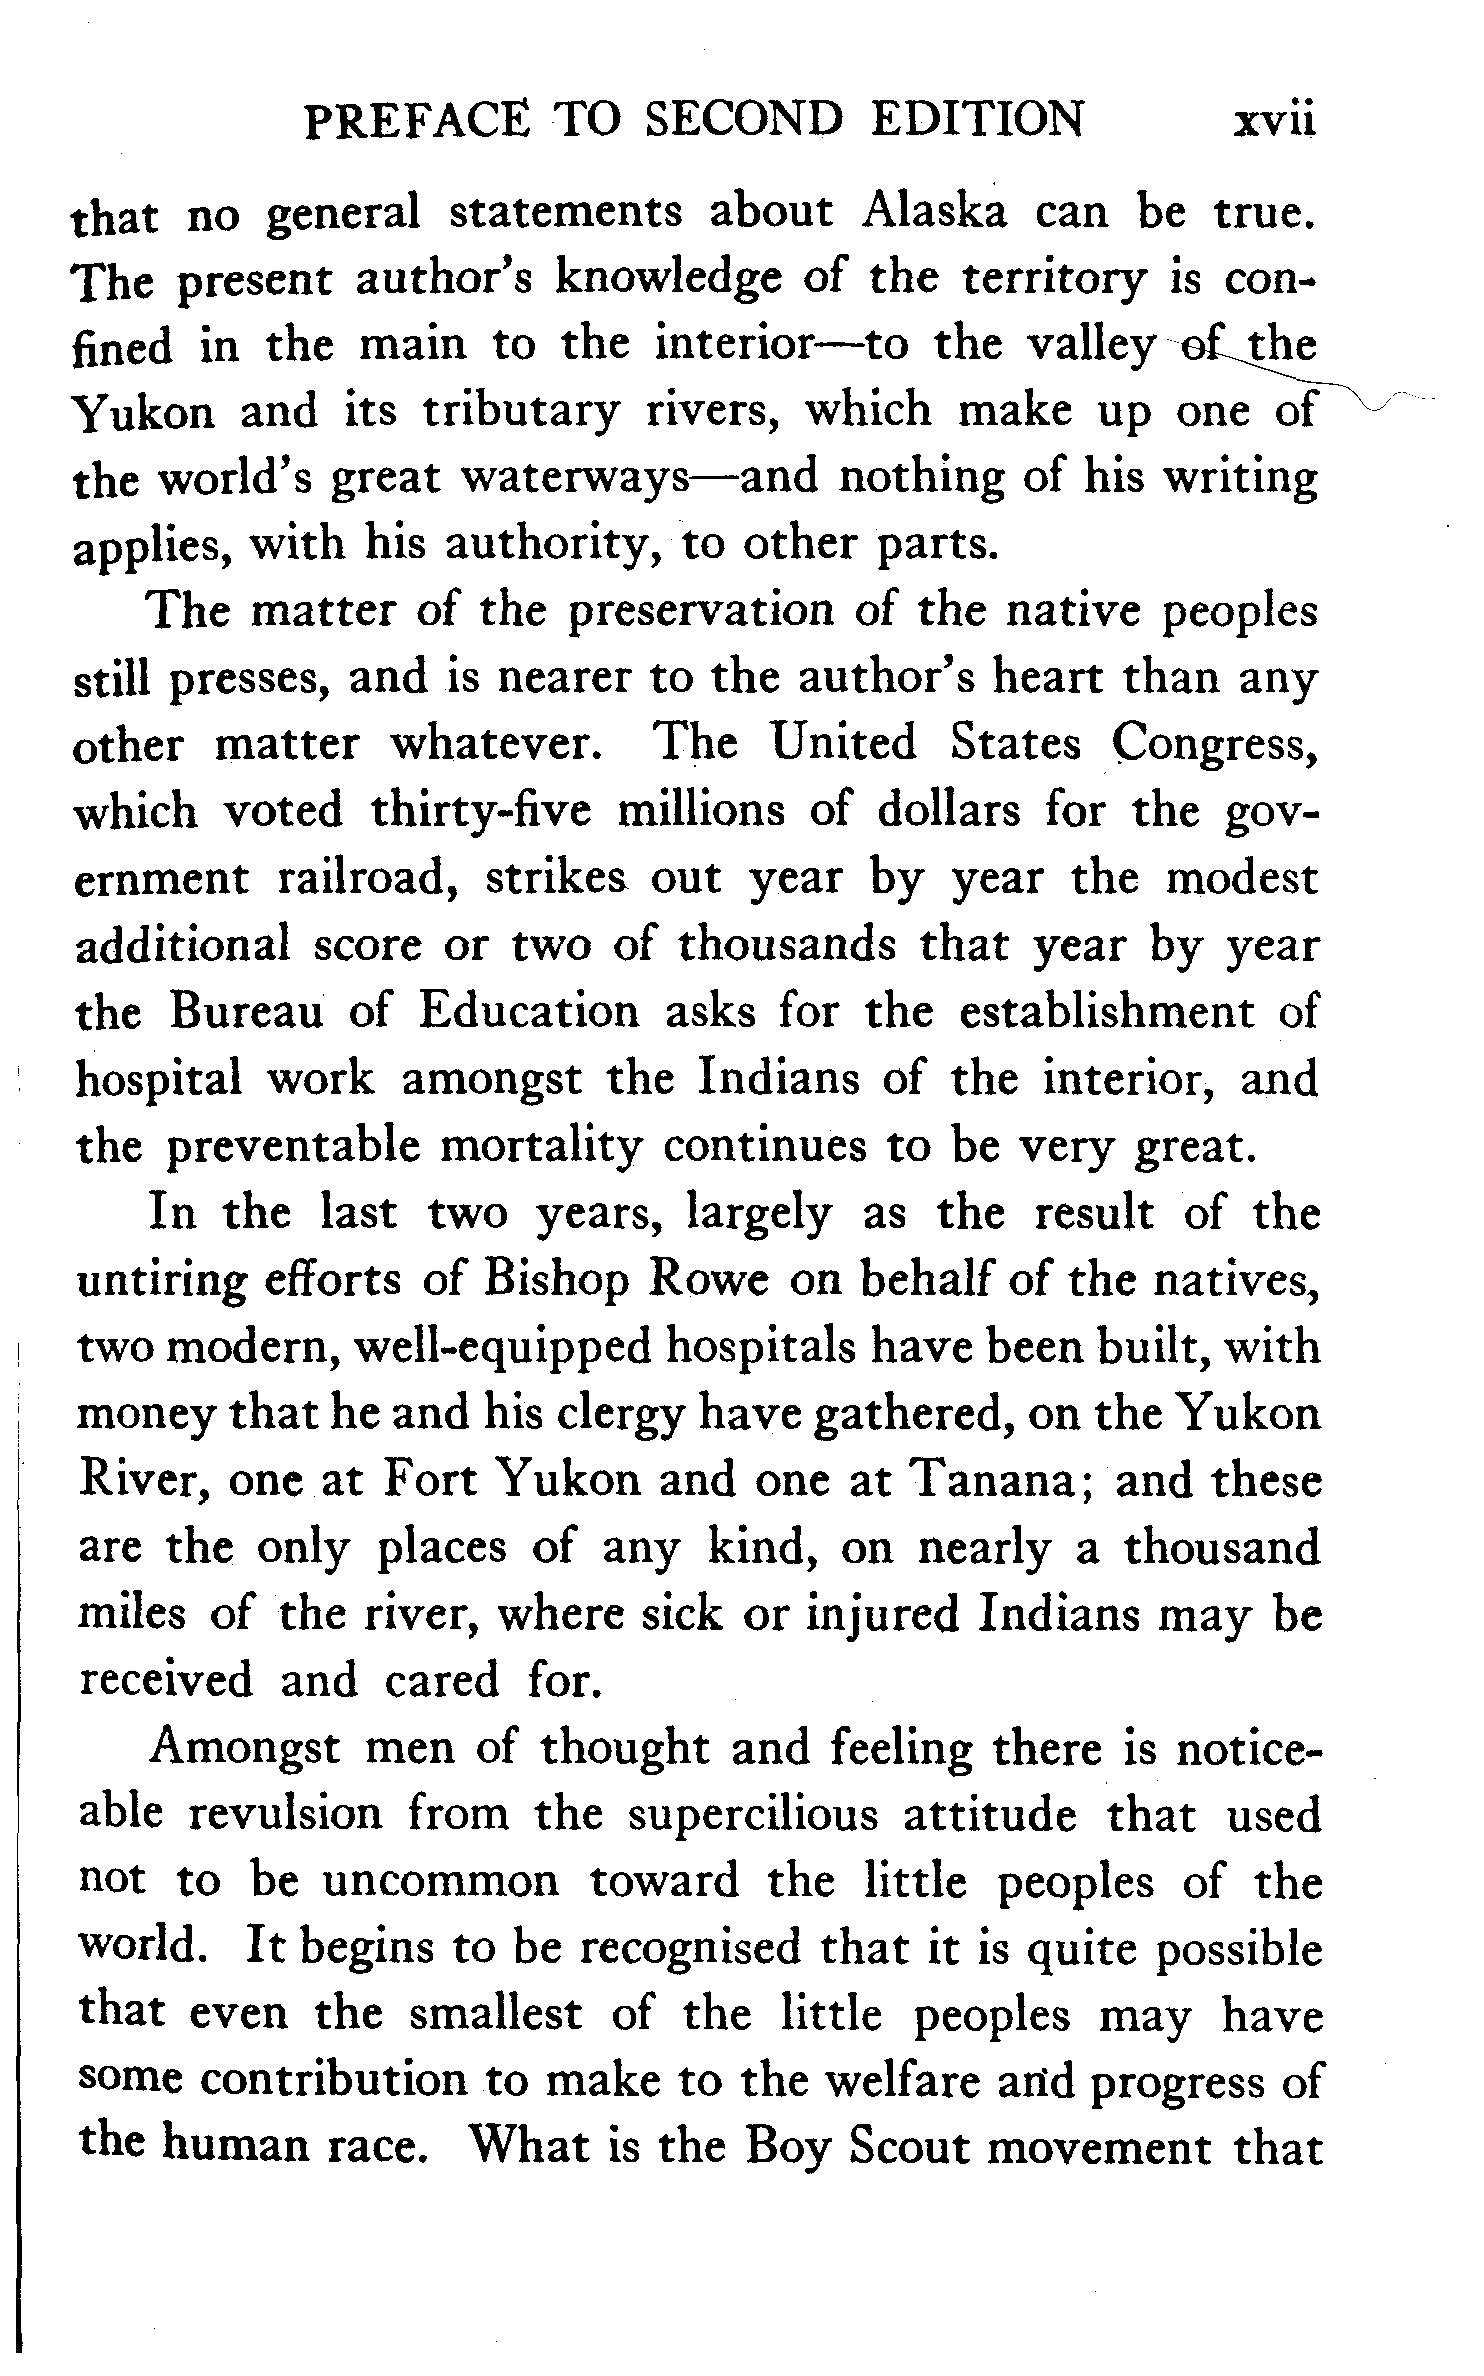 PREFACE TO SECOND EDITION xvii
that no general statements about Alaska can be true.
The present author's knowledge of the territory is con-
fined in the main to the interior—to the valley of the
Yukon and its tributary rivers, which make up one of
the world's great waterways—and nothing of his writing
applies, with his authority, to other parts.
The matter of the preservation of the native peoples
still presses, and is nearer to the author's heart than any
other matter whatever. The United States Congress,
which voted thirty-five millions of dollars for the gov-
ernment railroad, strikes out year by year the modest
additional score or two of thousands that year by year
the Bureau of Education asks for the establishment of
hospital work amongst the Indians of the interior, and
the preventable mortality continues to be very great.
In the last two years, largely as the result of the
untiring efforts of Bishop Rowe on behalf of the natives,
two modern, well-equipped hospitals have been built, with
money that he and his clergy have gathered, on the Yukon
River, one at Fort Yukon and one at Tanana; and these
are the only places of any kind, on nearly a thousand
miles of the river, where sick or injured Indians may be
received and cared for.
Amongst men of thought and feeling there is notice-
able revulsion from the supercilious attitude that used
not to be uncommon toward the little peoples of the
world. It begins to be recognised that it is quite possible
that even the smallest of the little peoples may have
some contribution to make to the welfare and progress of
the human race. What is the Boy Scout movement that